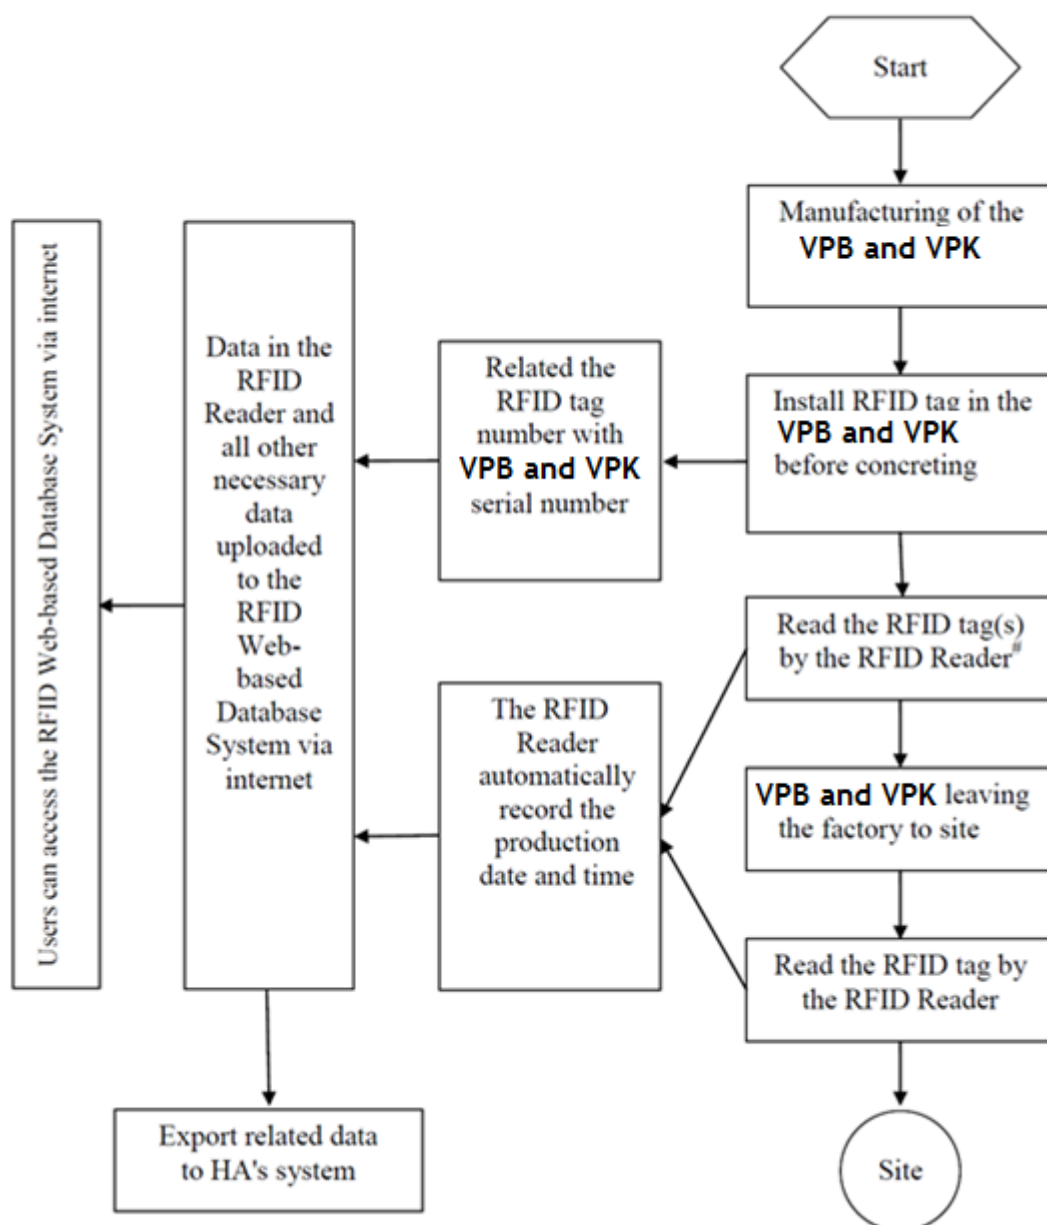 Start
Manufacturing of the
VPB and VPK
Install RFID tag in the
VPB and VPK
before concreting
Related the
RFID tag
number with
VPB and VPK
serial number
Read the RFID tag(s)
by the RFID Reader#
The RFID
Reader
automatically
record the
production
date and time
VPB and VPK leaving
the factory to site
Read the RFID tag by
the RFID Reader
Site
Data in the
RFID
Reader and
all other
necessary
data
uploaded
to the
RFID
Web-
based
Database
System via
internet
Users can access the RFID Web-based Database System via internet
Export related data
to HA's system